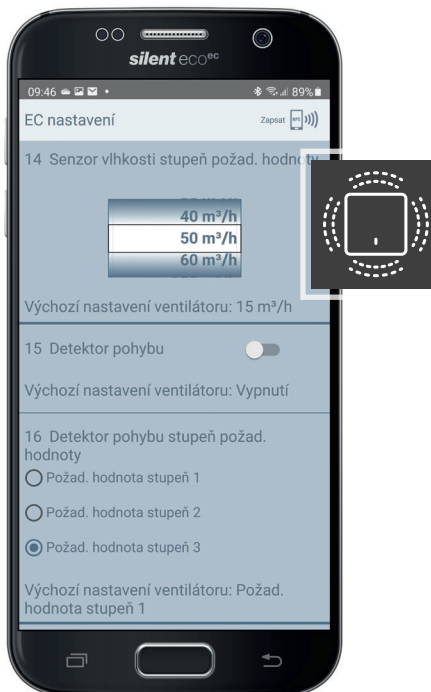 silent ecoᵉᶜ
09:46
89%
EC nastavení
Zapsat
NFC
14 Senzor vlhkosti stupeň požad. hodnoty
40 m³/h
50 m³/h
60 m³/h
Výchozí nastavení ventilátoru: 15 m³/h
15 Detektor pohybu
Výchozí nastavení ventilátoru: Vypnutí
16 Detektor pohybu stupeň požad.
hodnoty
Požad. hodnota stupeň 1
Požad. hodnota stupeň 2
Požad. hodnota stupeň 3
Výchozí nastavení ventilátoru: Požad.
hodnota stupeň 1